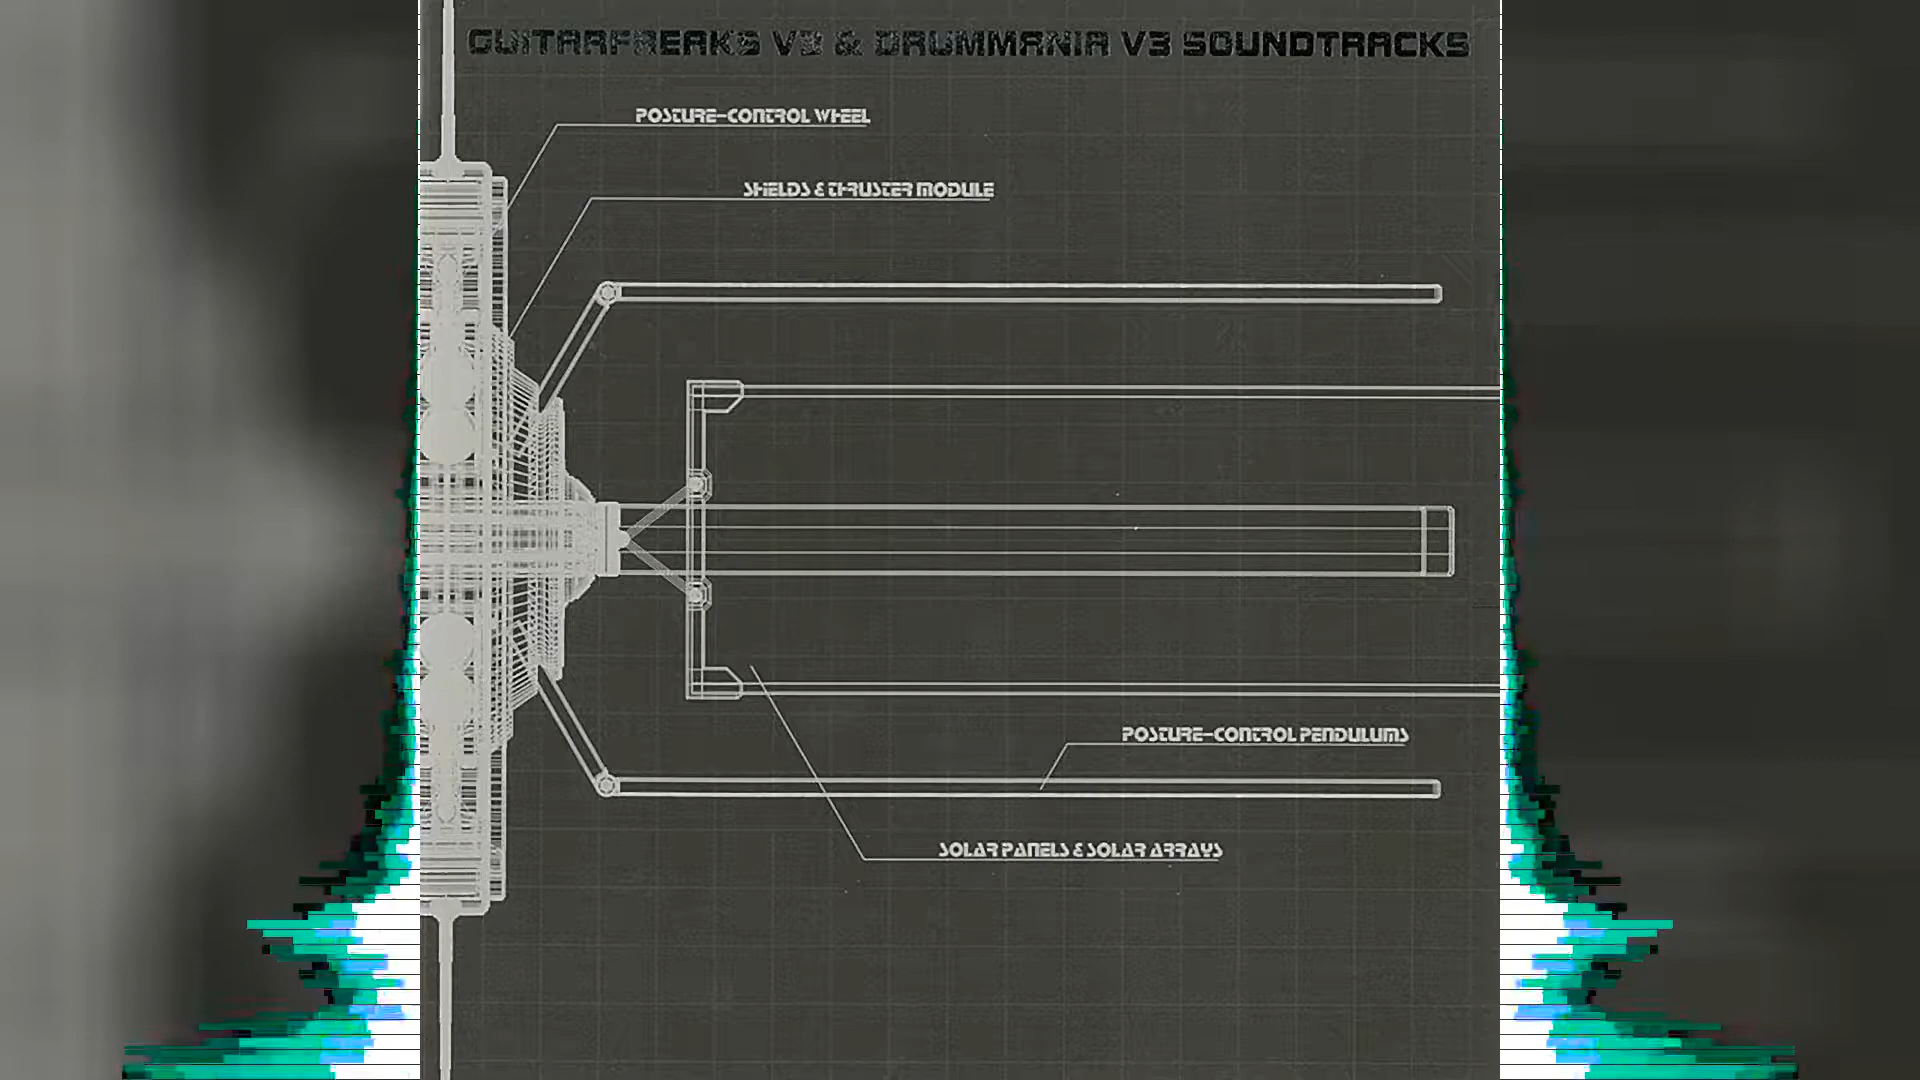 GUITARFREAKS V3 & DRUMMANIA V3 SOUNDTRACKS
POSTURE-CONTROL WHEEL
SHIELDS & THRUSTER MODULE
POSTURE-CONTROL PENDULUMS
SOLAR PANELS & SOLAR ARRAYS